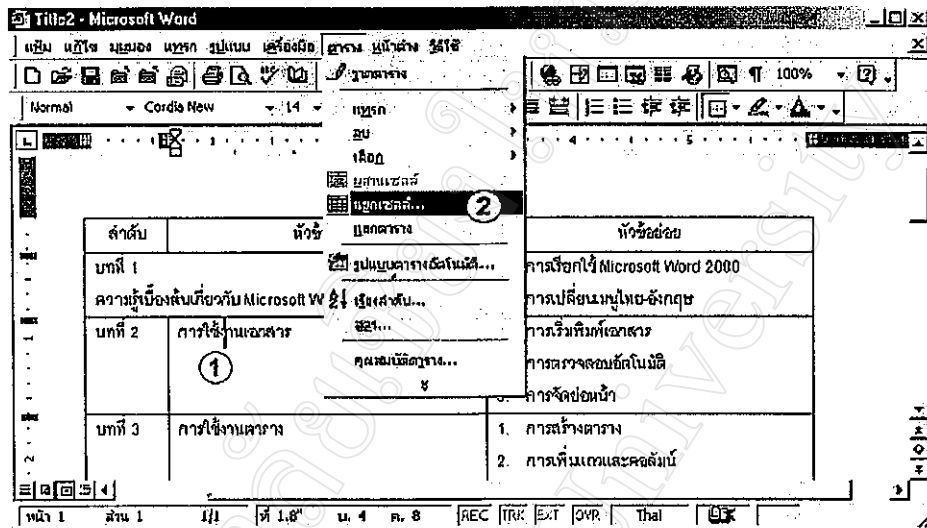 Title2 - Microsoft Word
แฟ้ม แก้ไข มุมมอง แทรก รูปแบบ เครื่องมือ ตาราง หน้าต่าง วิธีใช้
100%
Normal Cordia New 14
วาดตาราง
แทรก
ลบ
เลือก
ผสานเซลล์
แยกเซลล์... 2
แยกตาราง
รูปแบบตารางอัตโนมัติ...
เรียงลำดับ...
สูตร...
คุณสมบัติตาราง...
4 5
ลำดับ หัวข้ หัวข้อย่อย
บทที่ 1 การเรียกใช้ Microsoft Word 2000
ความรู้เบื้องต้นเกี่ยวกับ Microsoft W การเปลี่ยนเมนูไทย-อังกฤษ
บทที่ 2 การใช้งานเอกสาร การเริ่มพิมพ์เอกสาร
1 การตรวจสอบอัตโนมัติ
3. การจัดย่อหน้า
บทที่ 3 การใช้งานตาราง 1. การสร้างตาราง
2. การเพิ่มแถวและคอลัมน์
หน้า 1 ส่วน 1 1/1 ที่ 1.8" บ. 4 ค. 8 REC TRK EXT OVR Thai
University